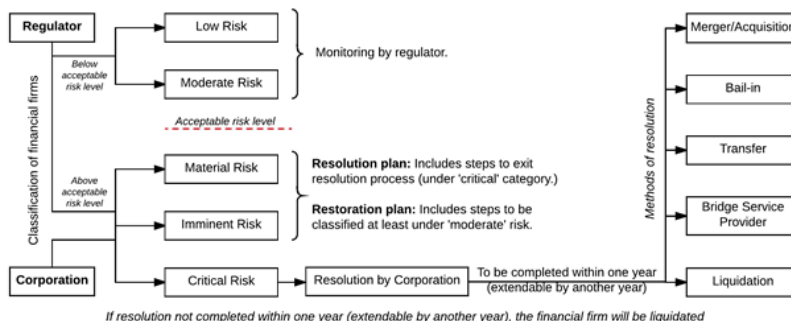 Regulator
Classification of financial firms
Below
acceptable
risk level
Low Risk
Moderate Risk
Monitoring by regulator.
Acceptable risk level
Above
acceptable
risk level
Material Risk
Imminent Risk
Resolution plan: Includes steps to exit
resolution process (under 'critical' category.)
Restoration plan: Includes steps to be
classified at least under 'moderate' risk.
Corporation
Critical Risk
Resolution by Corporation
To be completed within one year
(extendable by another year)
Methods of resolution
Merger/Acquisition
Bail-in
Transfer
Bridge Service
Provider
Liquidation
If resolution not completed within one year (extendable by another year), the financial firm will be liquidated